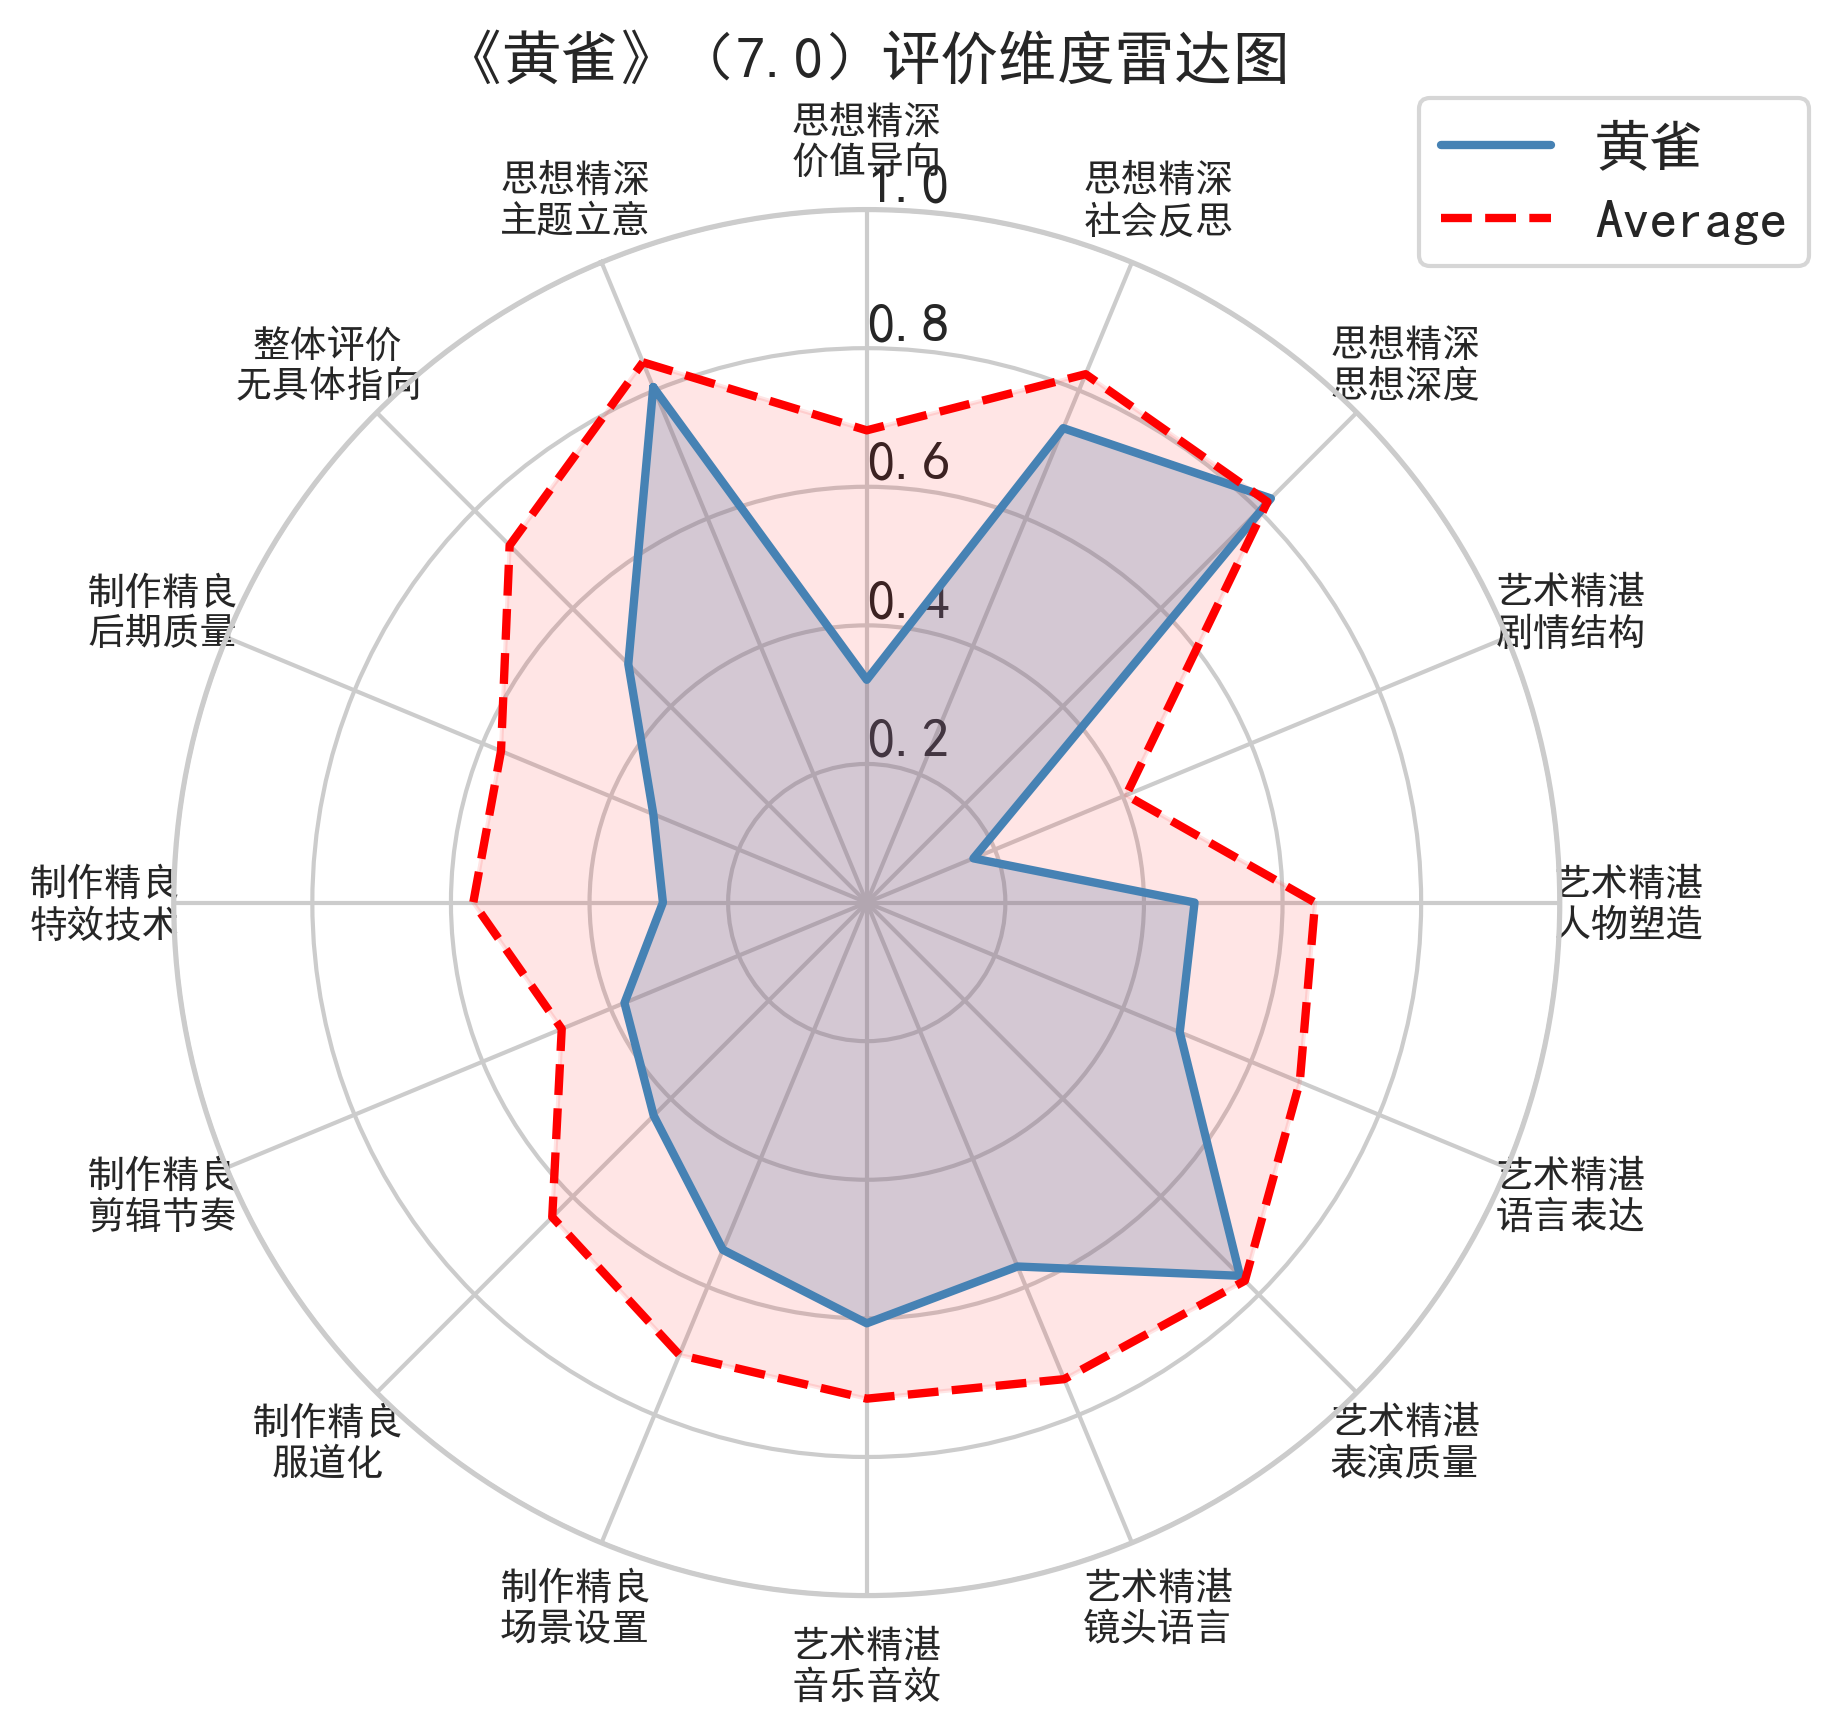 《黄雀》（7.0）评价维度雷达图
黄雀
Average
思想精深
价值导向
思想精深
社会反思
思想精深
思想深度
艺术精湛
剧情结构
艺术精湛
人物塑造
艺术精湛
语言表达
艺术精湛
表演质量
艺术精湛
镜头语言
艺术精湛
音乐音效
制作精良
场景设置
制作精良
服道化
制作精良
剪辑节奏
制作精良
特效技术
制作精良
后期质量
整体评价
无具体指向
思想精深
主题立意
1.0
0.8
0.6
0.4
0.2